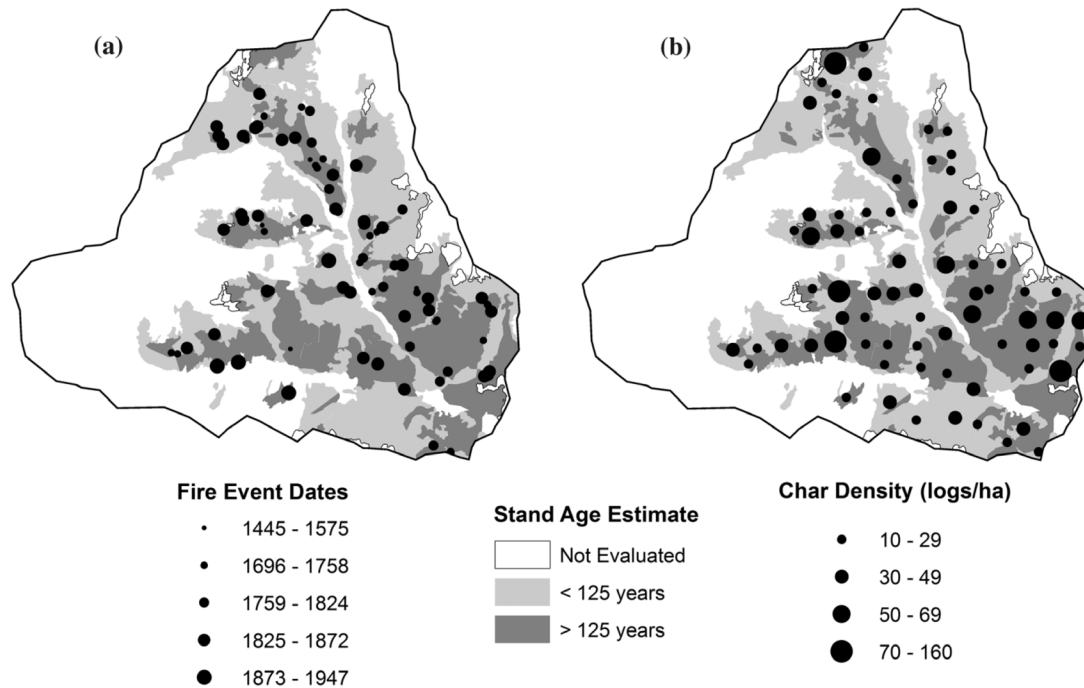 (a)
(b)
Fire Event Dates
1445 - 1575
1696 - 1758
1759 - 1824
1825 - 1872
1873 - 1947
Stand Age Estimate
Not Evaluated
< 125 years
> 125 years
Char Density (logs/ha)
10 - 29
30 - 49
50 - 69
70 - 160